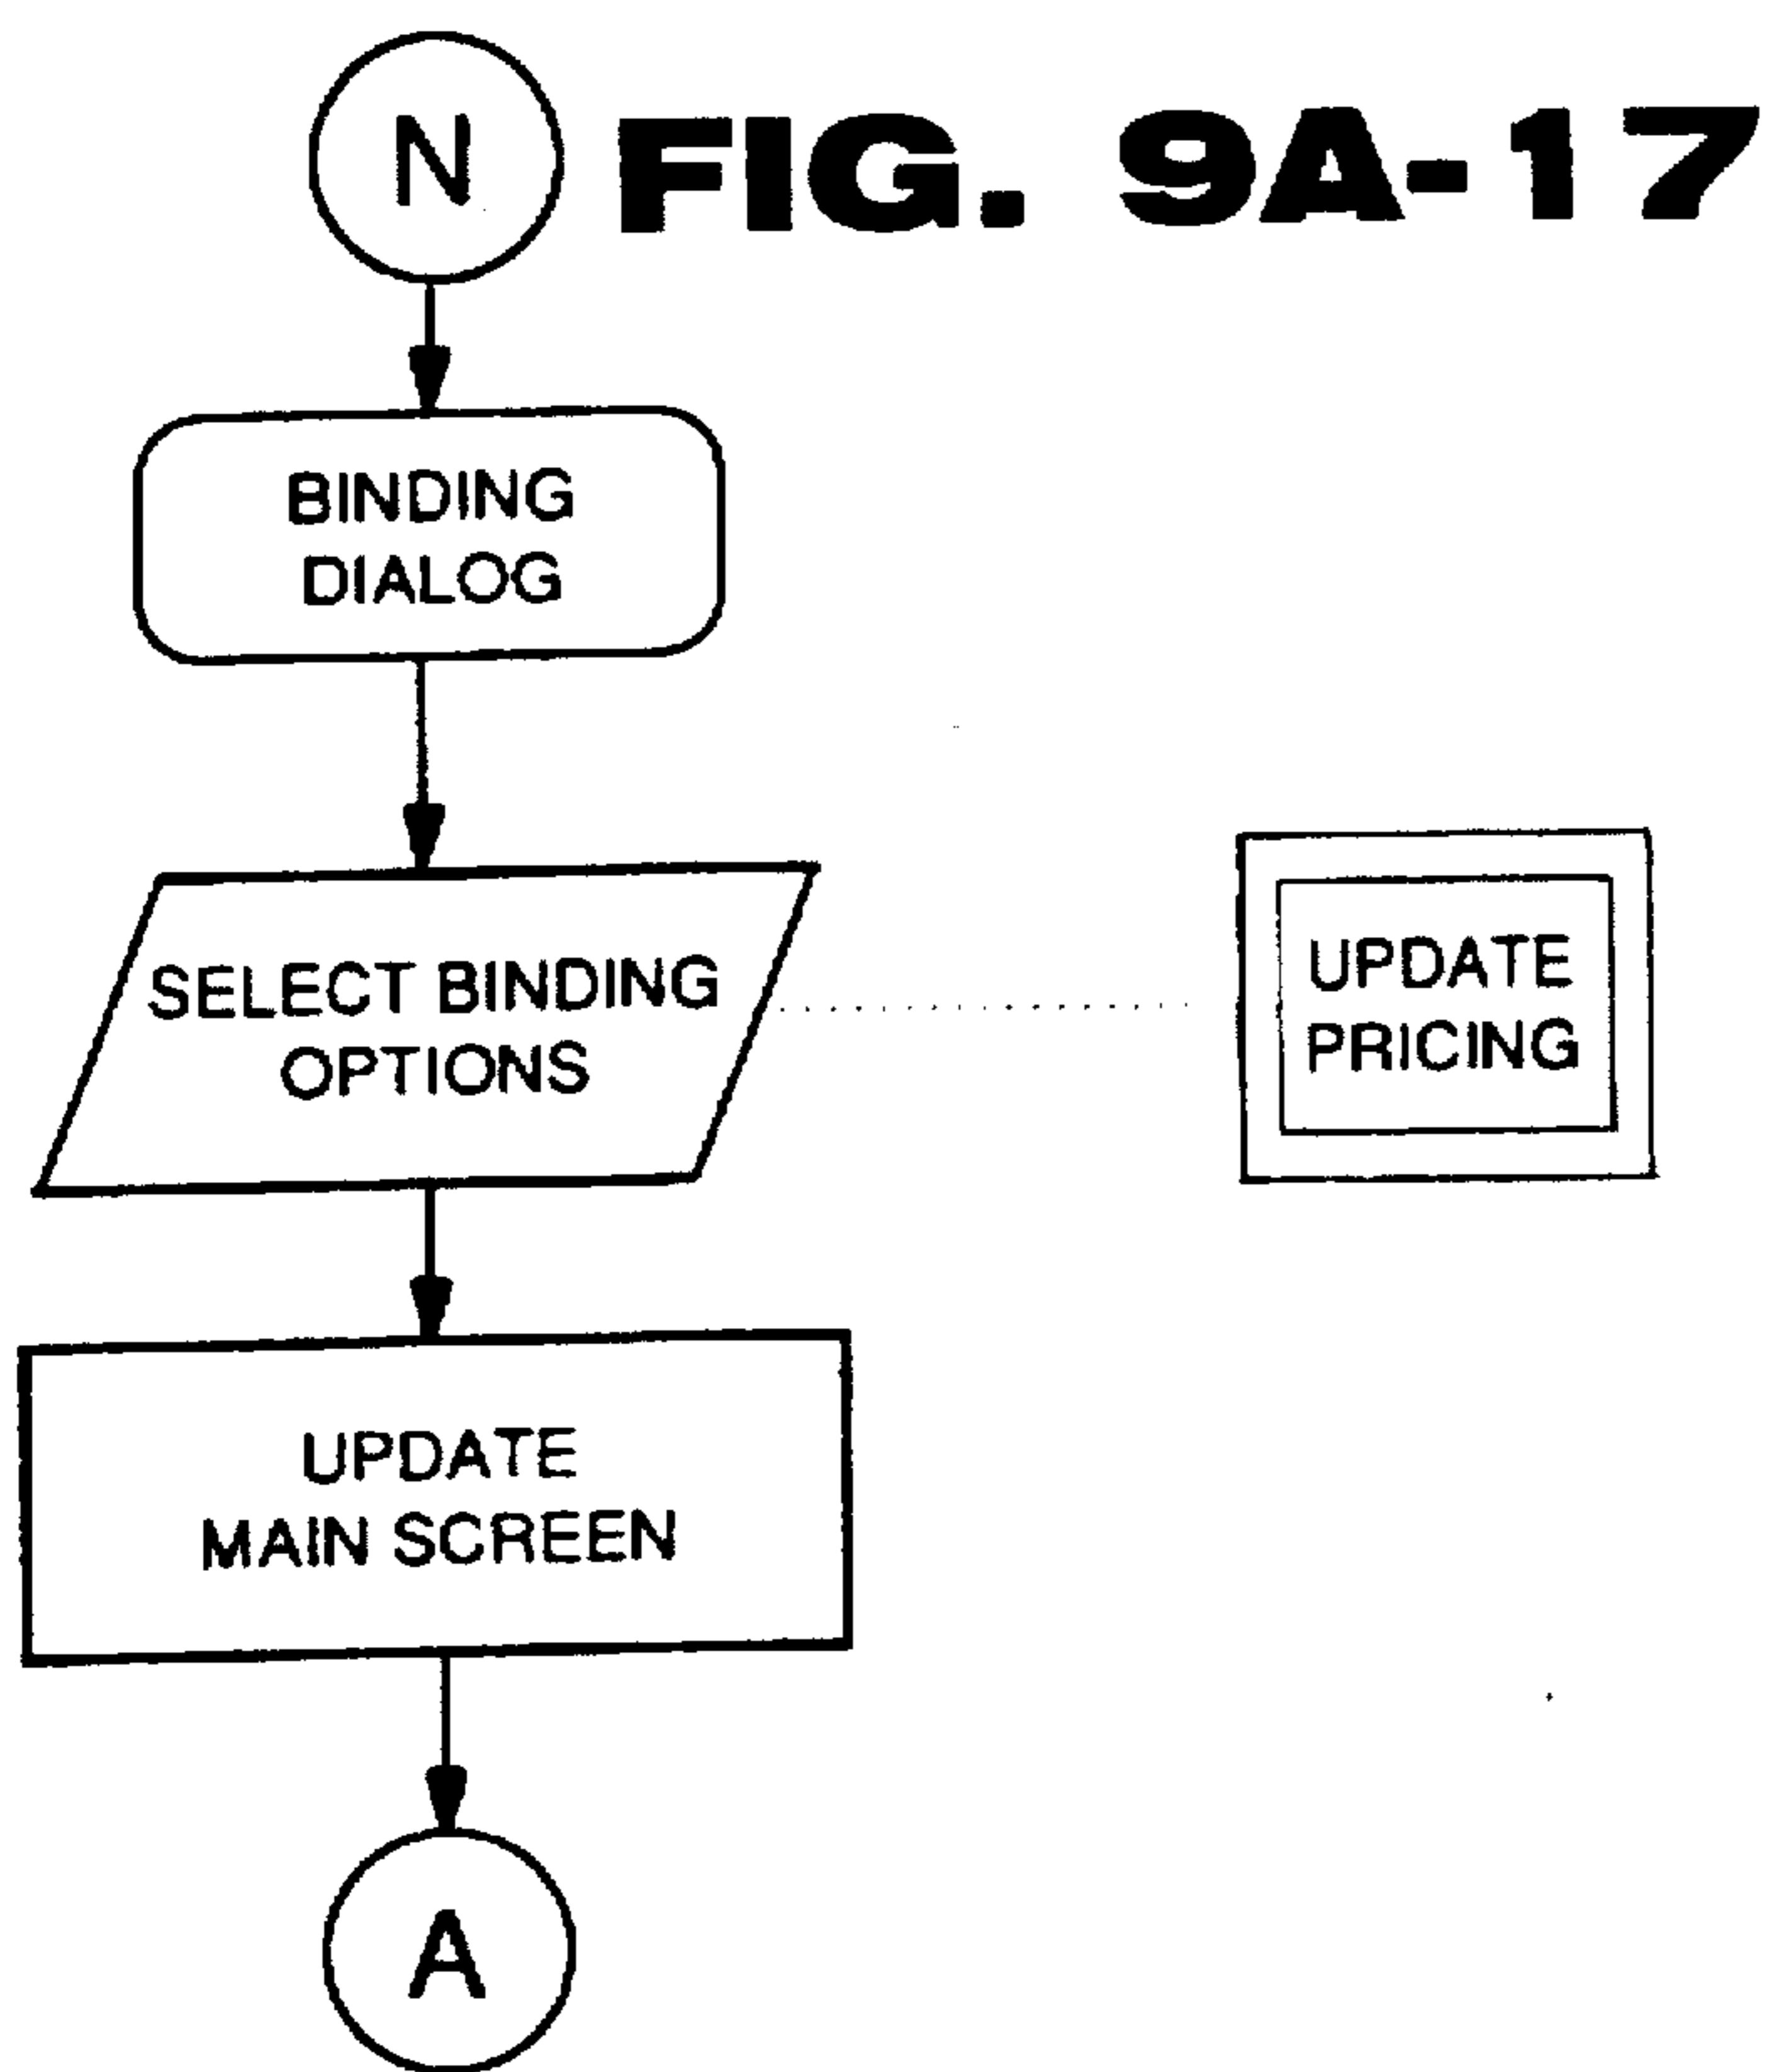 N
FIG. 9A-17
BINDING
DIALOG
SELECT BINDING
OPTIONS
UPDATE
PRICING
UPDATE
MAIN SCREEN
A